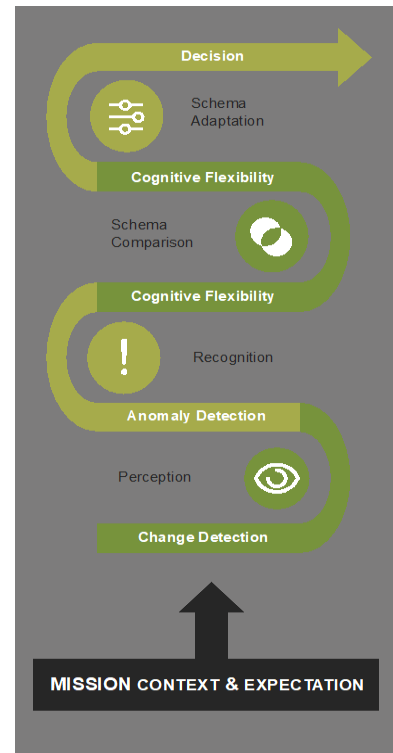 Decision
Schema
Adaptation
Cognitive Flexibility
Schema
Comparison
Cognitive Flexibility
Recognition
Anomaly Detection
Perception
Change Detection
MISSION CONTEXT & EXPECTATION